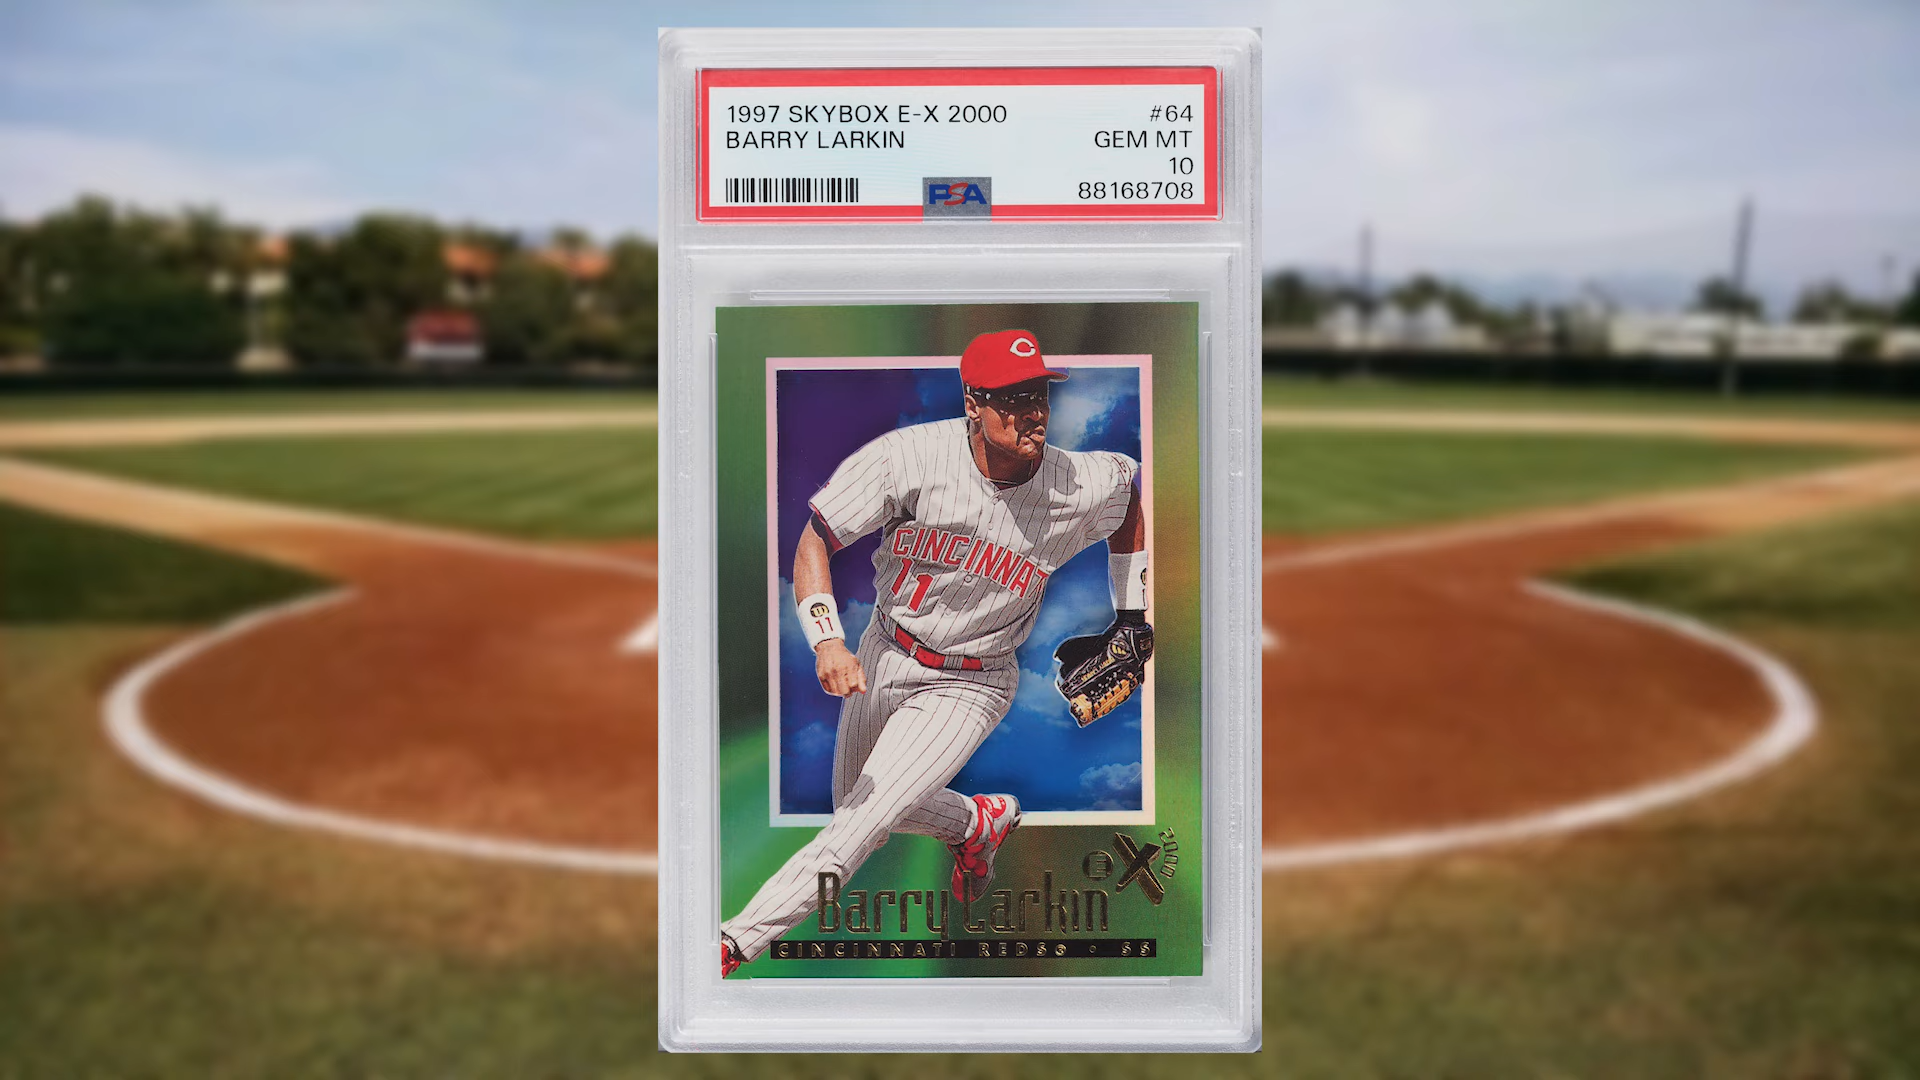 1997 SKYBOX E-X 2000 #64
BARRY LARKIN GEM MT
10
PSA 88168708
C
CINCINNATI
11
11
E X 2000
Barry Larkin
CINCINNATI REDS® • SS